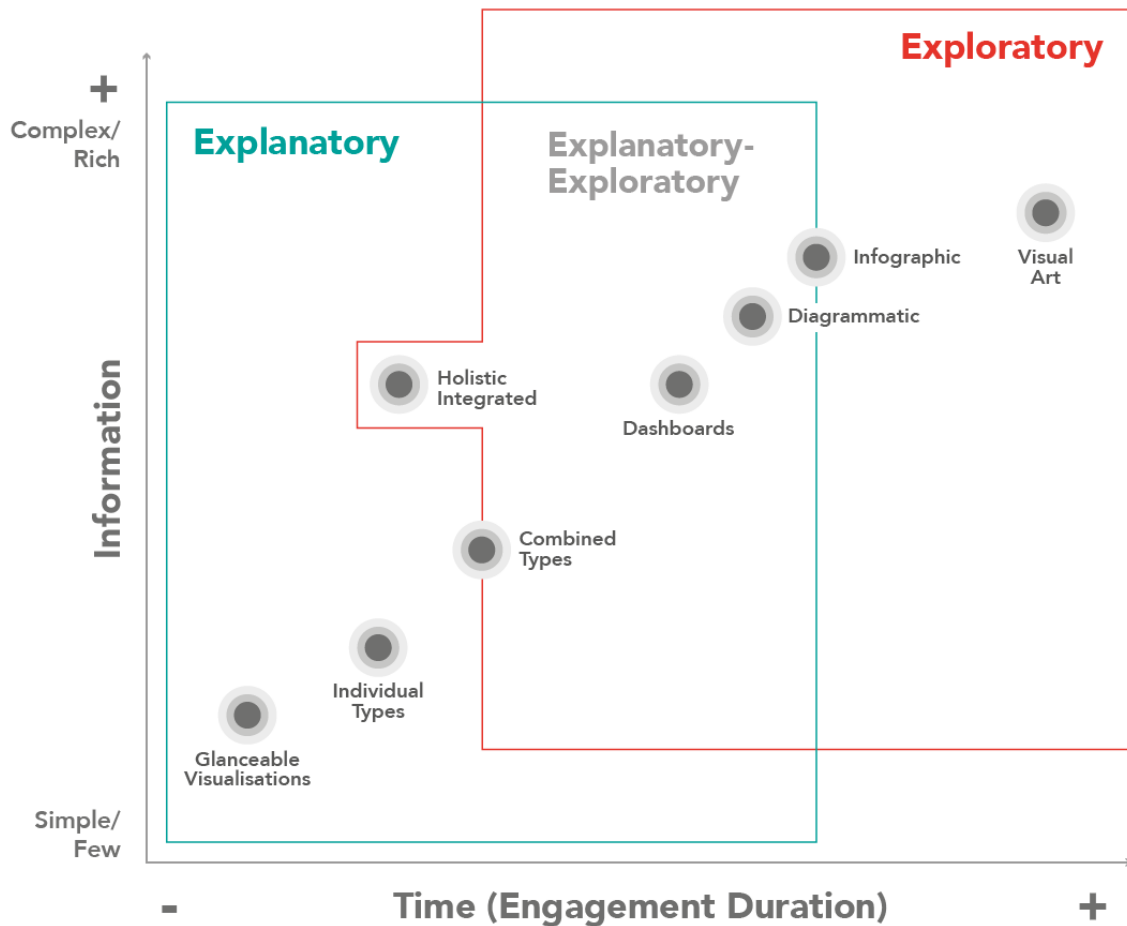 Exploratory
+
Complex/
Rich
Explanatory
Explanatory-
Exploratory
Infographic
Visual
Art
Diagrammatic
Holistic
Integrated
Dashboards
Information
Combined
Types
Individual
Types
Glanceable
Visualisations
Simple/
Few
-
Time (Engagement Duration)
+